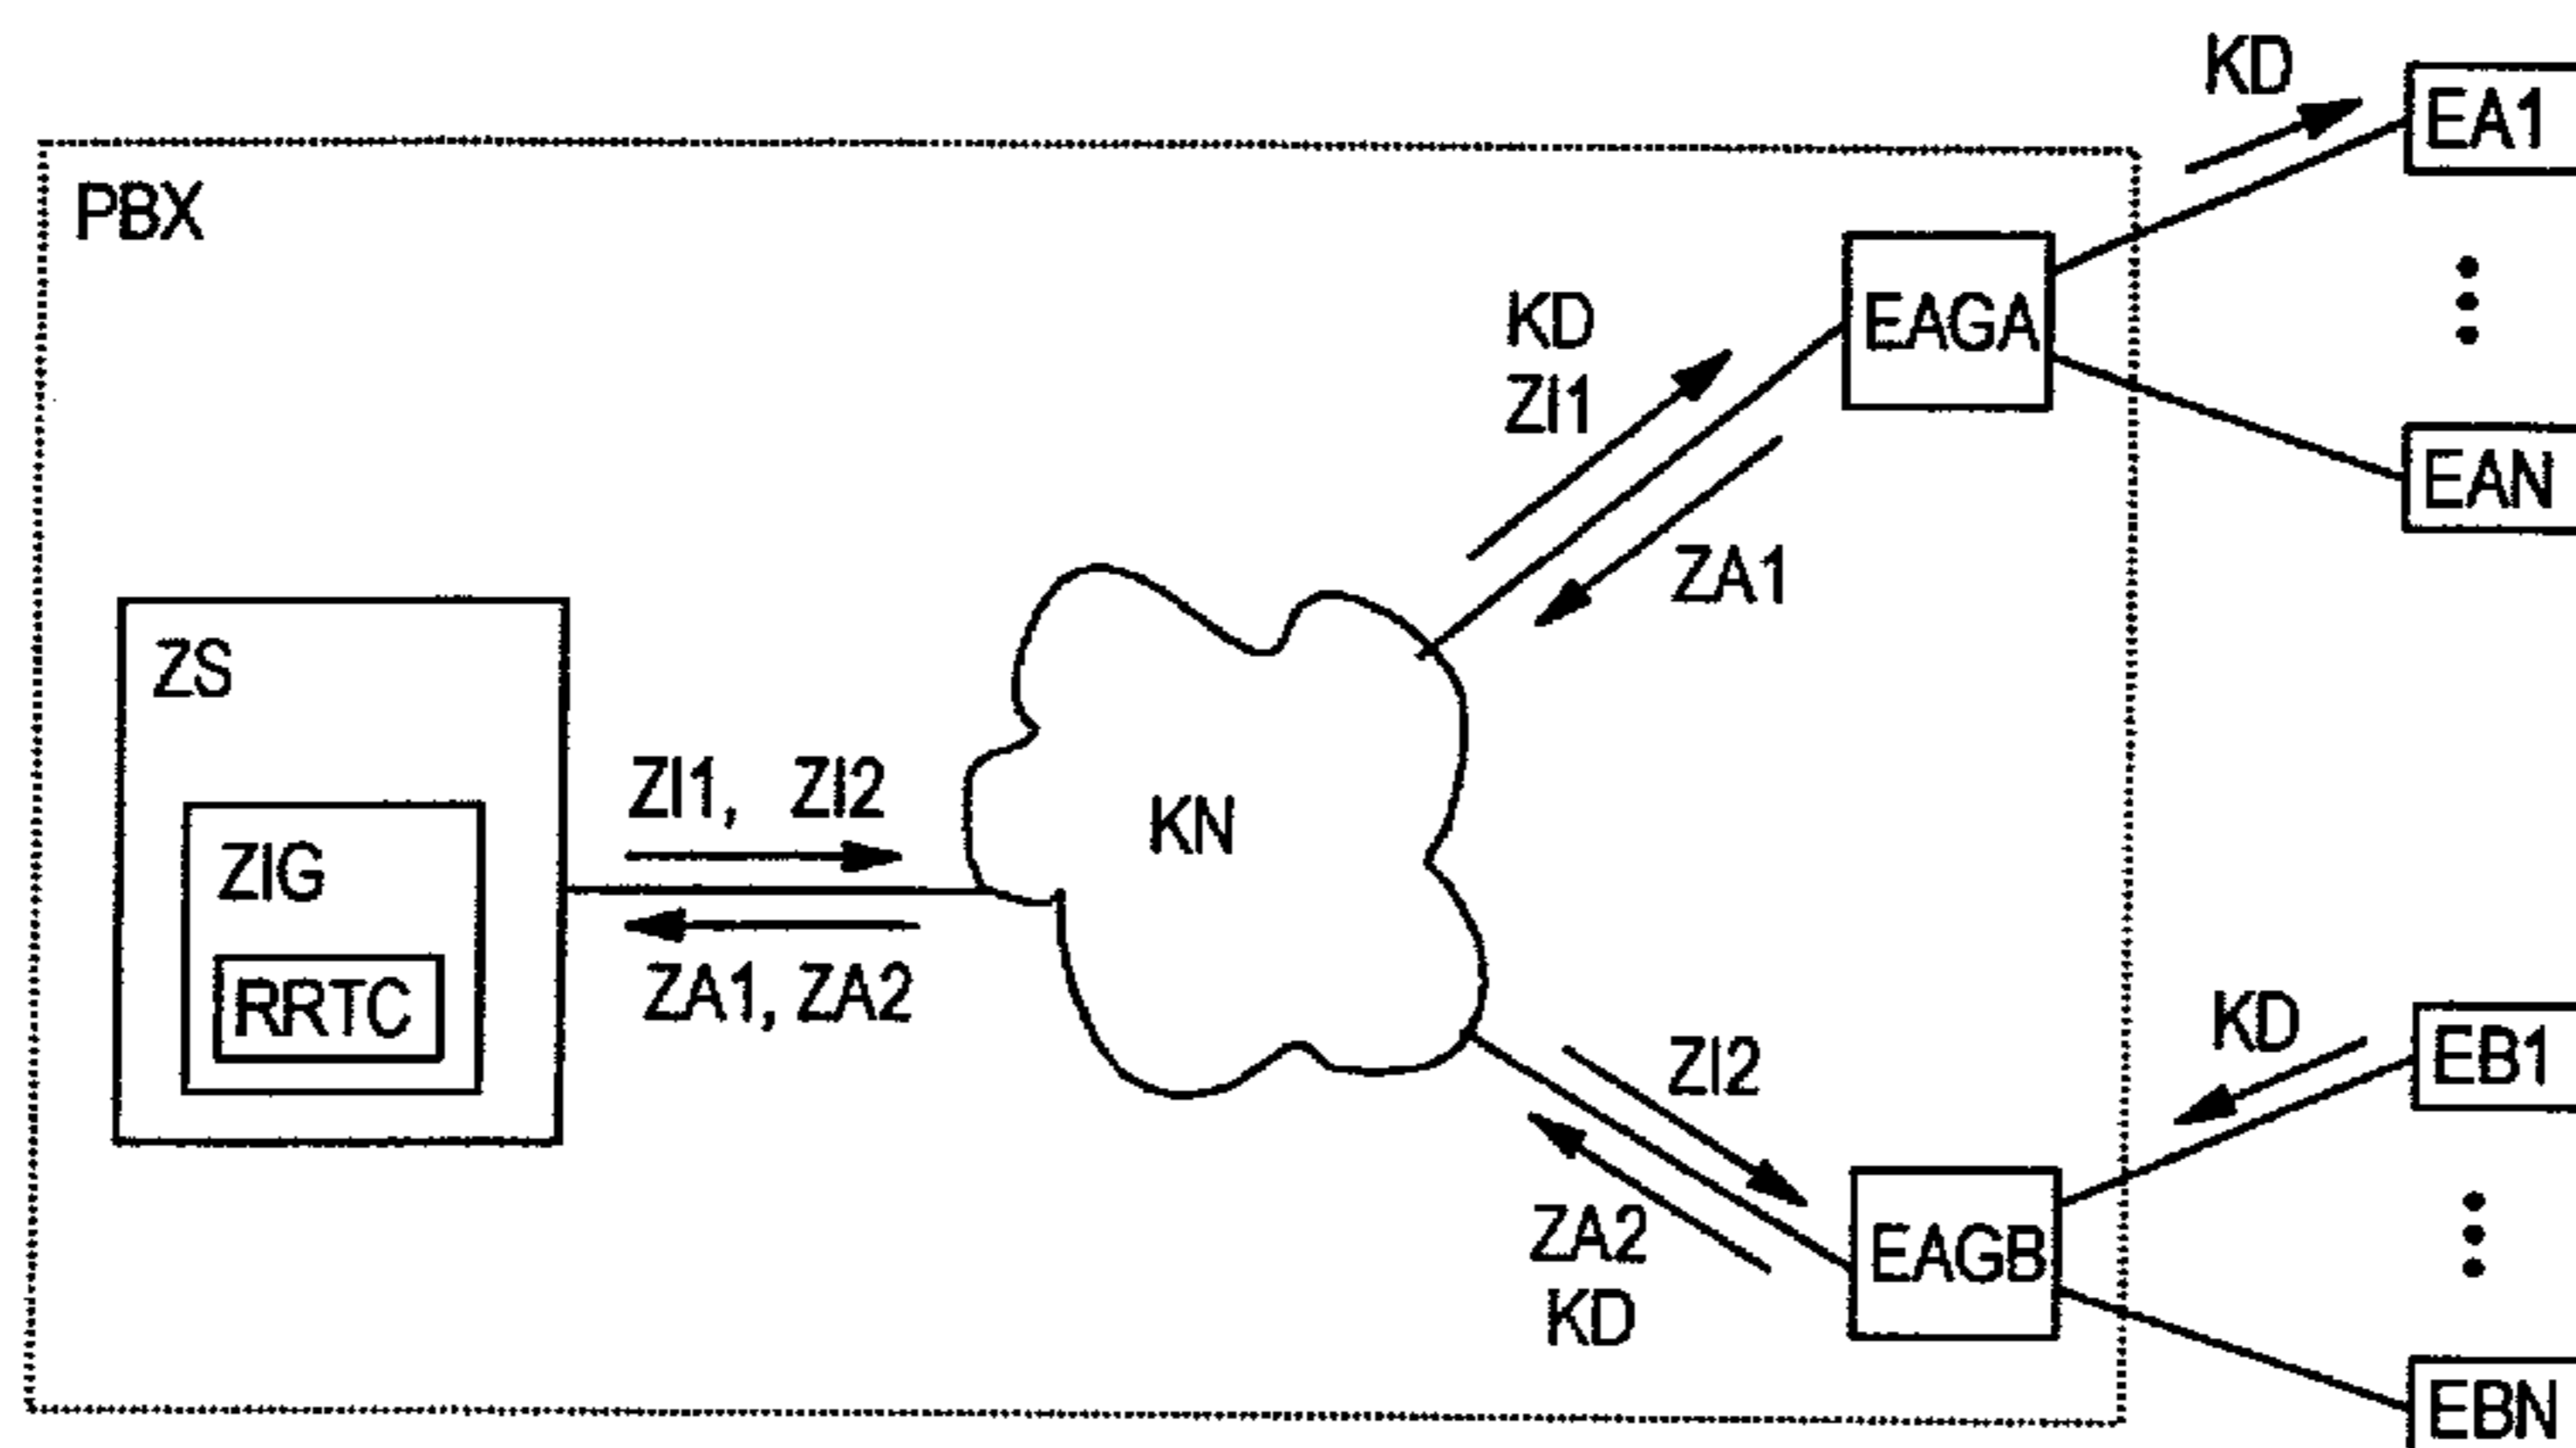 KD
EA1
PBX
KD
ZI1
EAGA
EAN
ZA1
ZS
ZI1, ZI2
KN
ZIG
RRTC
ZA1, ZA2
KD
EB1
ZI2
ZA2
KD
EAGB
EBN